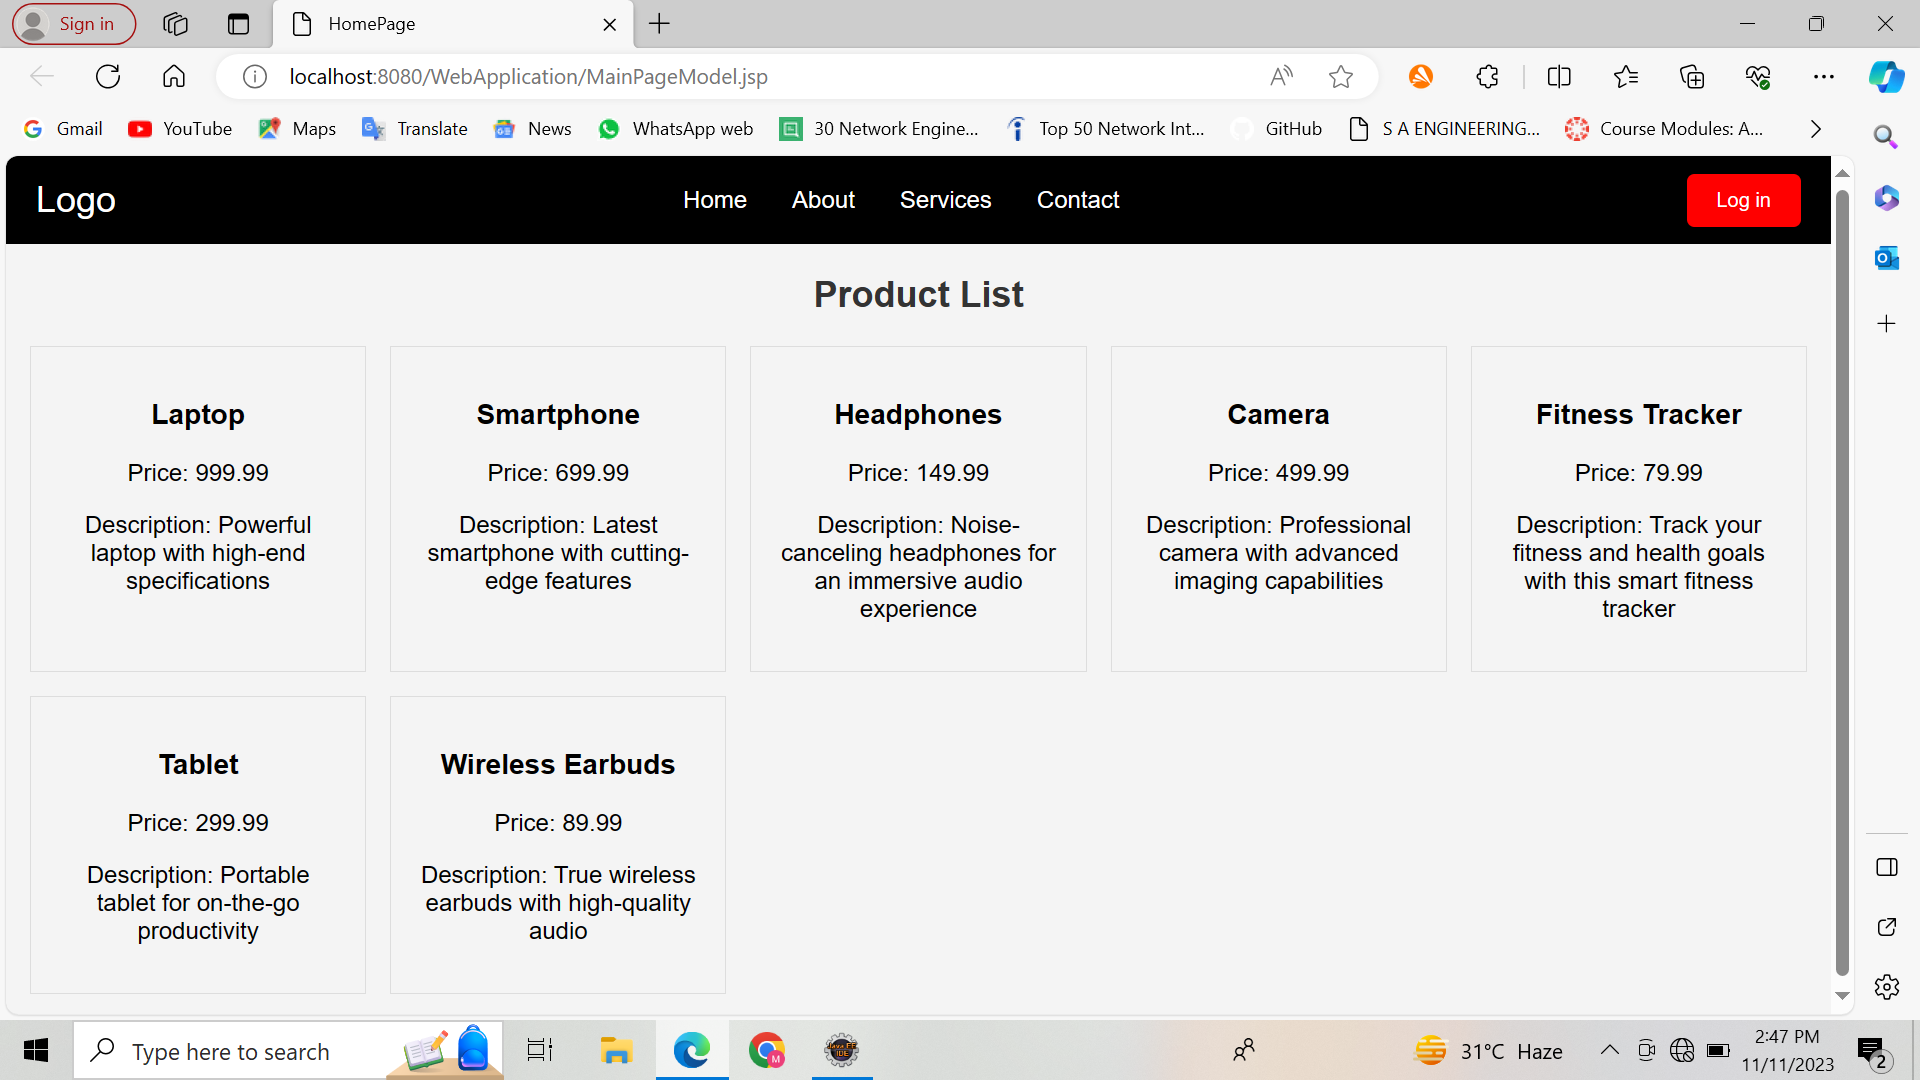 Sign in
HomePage
localhost:8080/WebApplication/MainPageModel.jsp
Gmail
YouTube
Maps
Translate
News
WhatsApp web
30 Network Engine...
Top 50 Network Int...
GitHub
S A ENGINEERING...
Course Modules: A...
Logo
Home
About
Services
Contact
Log in
Product List
Laptop
Price: 999.99
Description: Powerful
laptop with high-end
specifications
Smartphone
Price: 699.99
Description: Latest
smartphone with cutting-
edge features
Headphones
Price: 149.99
Description: Noise-
canceling headphones for
an immersive audio
experience
Camera
Price: 499.99
Description: Professional
camera with advanced
imaging capabilities
Fitness Tracker
Price: 79.99
Description: Track your
fitness and health goals
with this smart fitness
tracker
Tablet
Price: 299.99
Description: Portable
tablet for on-the-go
productivity
Wireless Earbuds
Price: 89.99
Description: True wireless
earbuds with high-quality
audio
Type here to search
31°C Haze
2:47 PM
11/11/2023
2